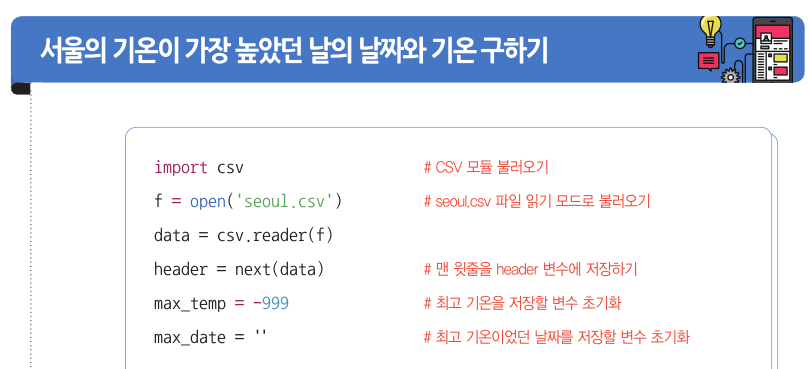 서울의 기온이 가장 높았던 날의 날짜와 기온 구하기
import csv # CSV 모듈 불러오기
f = open('seoul.csv') # seoul.csv 파일 읽기 모드로 불러오기
data = csv.reader(f)
header = next(data) # 맨 윗줄을 header 변수에 저장하기
max_temp = -999 # 최고 기온을 저장할 변수 초기화
max_date = '' # 최고 기온이었던 날짜를 저장할 변수 초기화